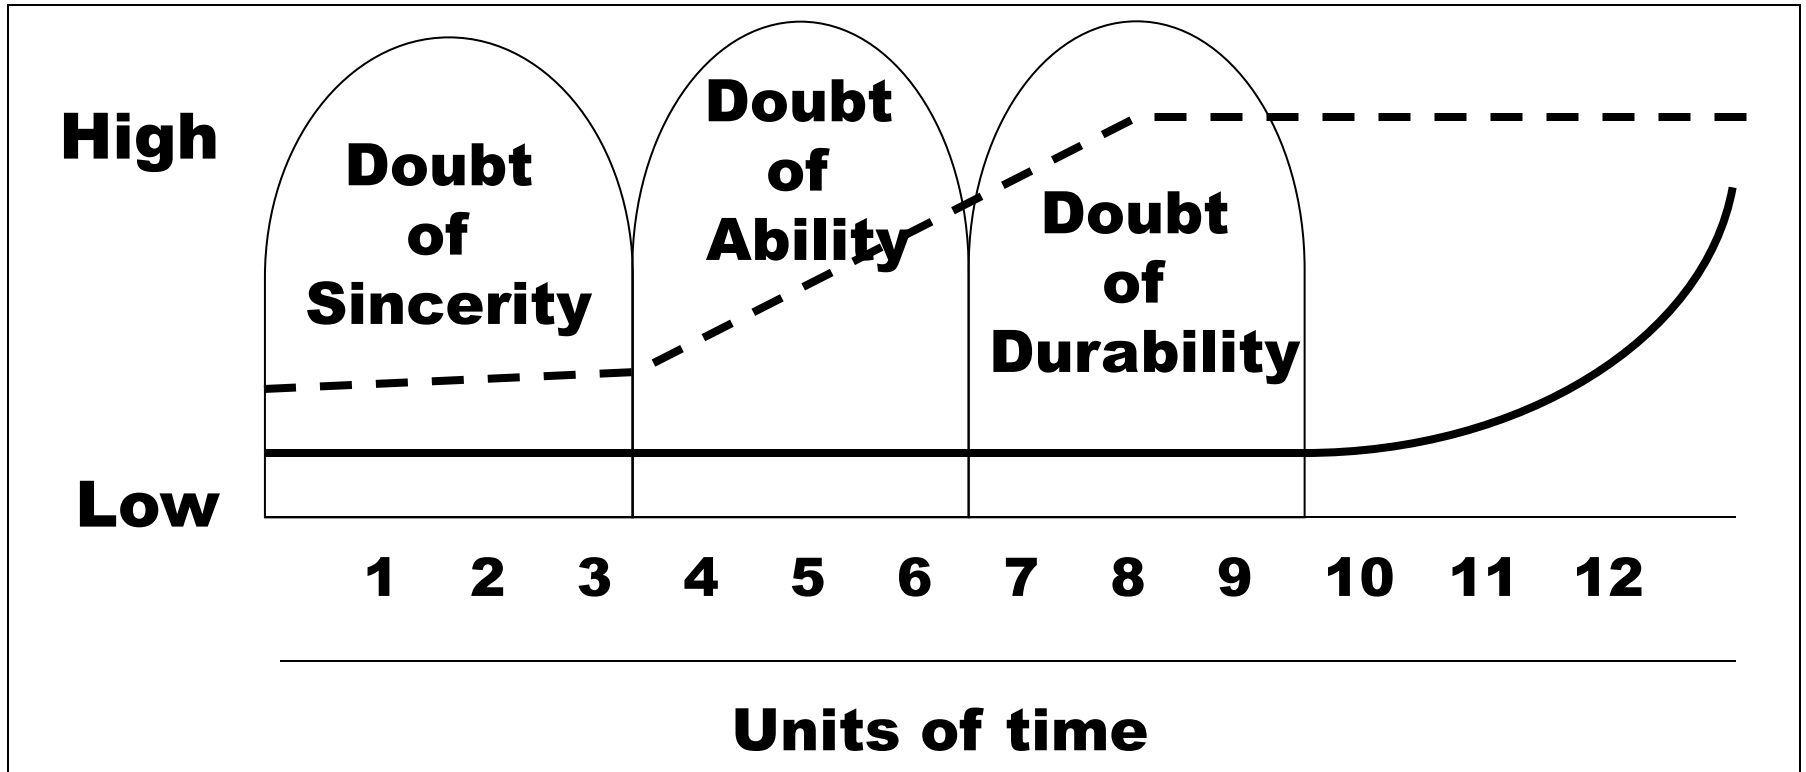 High
Doubt
of
Sincerity
Doubt
of
Ability
Doubt
of
Durability
Low
1 2 3 4 5 6 7 8 9 10 11 12
Units of time